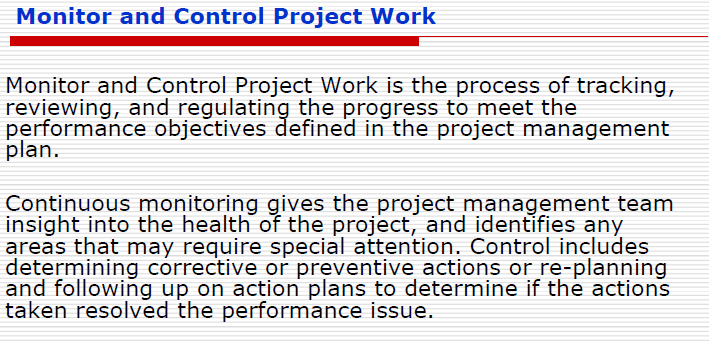 Monitor and Control Project Work
Monitor and Control Project Work is the process of tracking,
reviewing, and regulating the progress to meet the
performance objectives defined in the project management
plan.
Continuous monitoring gives the project management team
insight into the health of the project, and identifies any
areas that may require special attention. Control includes
determining corrective or preventive actions or re-planning
and following up on action plans to determine if the actions
taken resolved the performance issue.